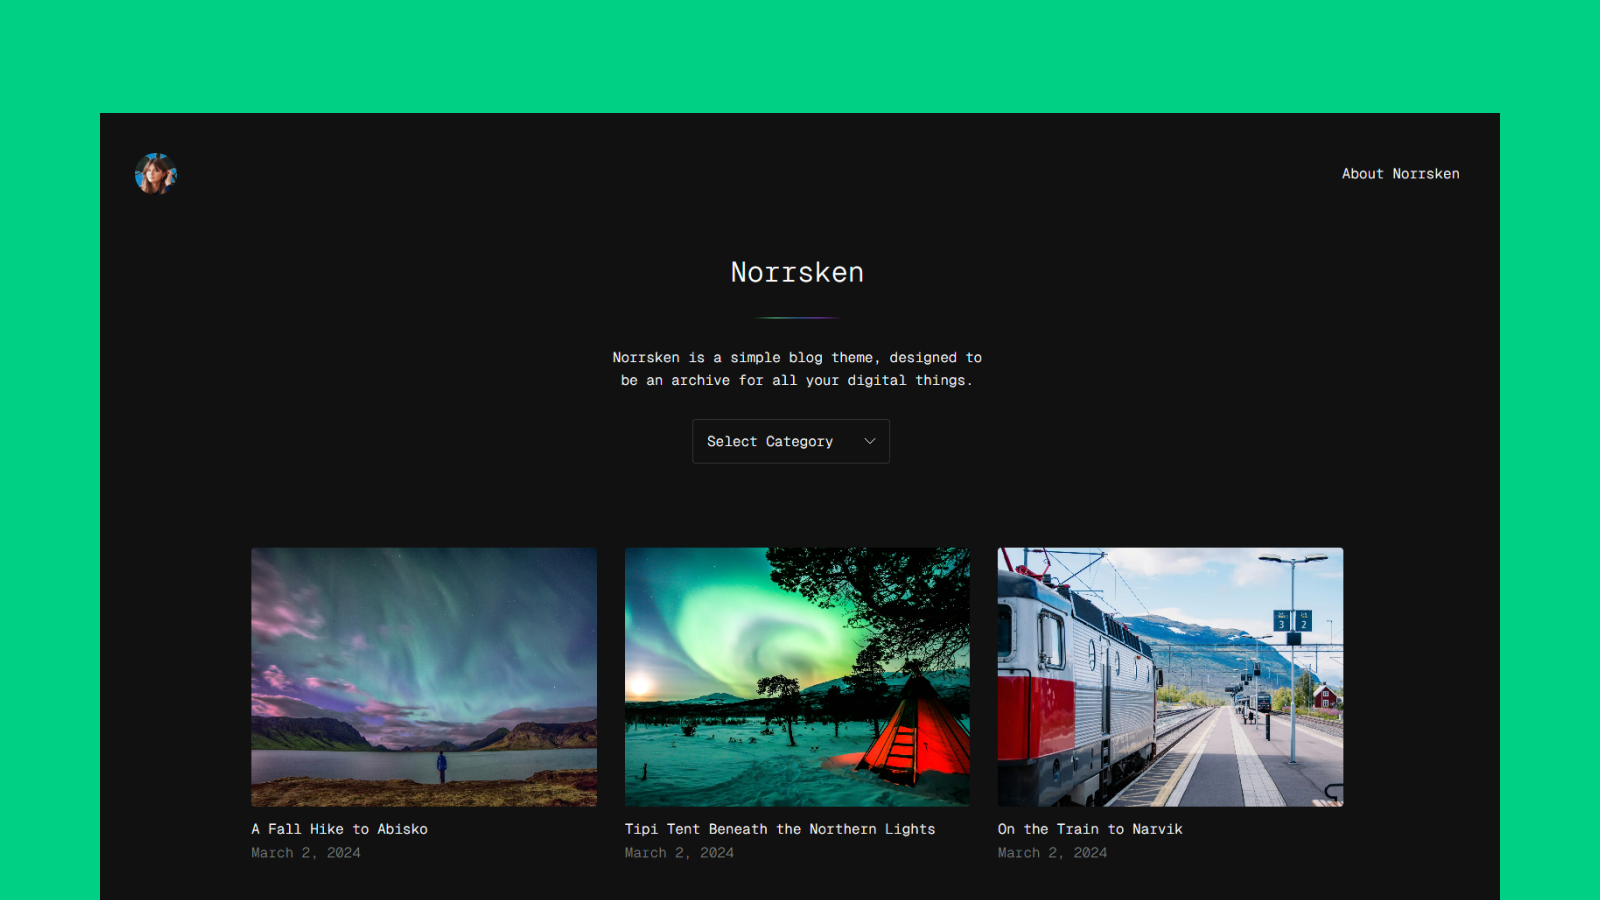 About Norrsken
Norrsken
Norrsken is a simple blog theme, designed to
be an archive for all your digital things.
Select Category
3 2
A Fall Hike to Abisko
March 2, 2024
Tipi Tent Beneath the Northern Lights
March 2, 2024
On the Train to Narvik
March 2, 2024